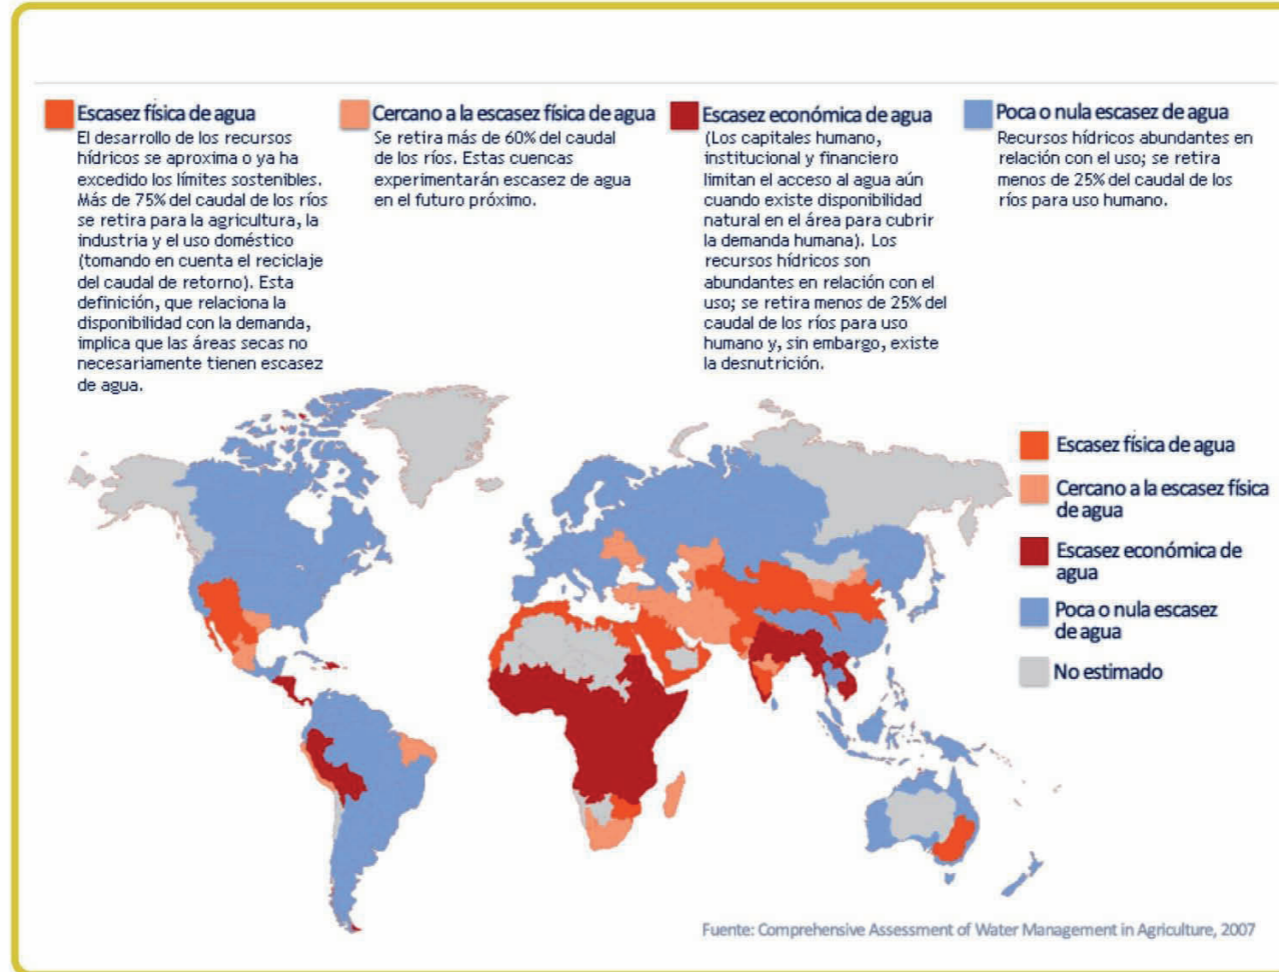 Escasez física de agua
El desarrollo de los recursos
hídricos se aproxima o ya ha
excedido los límites sostenibles.
Más de 75% del caudal de los ríos
se retira para la agricultura, la
industria y el uso doméstico
(tomando en cuenta el reciclaje
del caudal de retorno). Esta
definición, que relaciona la
disponibilidad con la demanda,
implica que las áreas secas no
necesariamente tienen escasez
de agua.
Cercano a la escasez física de agua
Se retira más de 60% del caudal
de los ríos. Estas cuencas
experimentarán escasez de agua
en el futuro próximo.
Escasez económica de agua
(Los capitales humano,
institucional y financiero
limitan el acceso al agua aún
cuando existe disponibilidad
natural en el área para cubrir
la demanda humana). Los
recursos hídricos son
abundantes en relación con el
uso; se retira menos de 25% del
caudal de los ríos para uso
humano y, sin embargo, existe
la desnutrición.
Poca o nula escasez de agua
Recursos hídricos abundantes en
relación con el uso; se retira
menos de 25% del caudal de los
ríos para uso humano.
Escasez física de agua
Cercano a la escasez física
de agua
Escasez económica de
agua
Poca o nula escasez
de agua
No estimado
Fuente: Comprehensive Assessment of Water Management in Agriculture, 2007